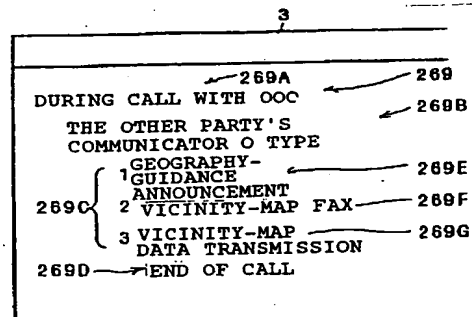 3
269A
269
DURING CALL WITH OOO
269B
THE OTHER PARTY'S
COMMUNICATOR O TYPE
1 GEOGRAPHY-
GUIDANCE
ANNOUNCEMENT
269E
269C
2 VICINITY-MAP FAX
269F
3 VICINITY-MAP
DATA TRANSMISSION
269G
269D
END OF CALL